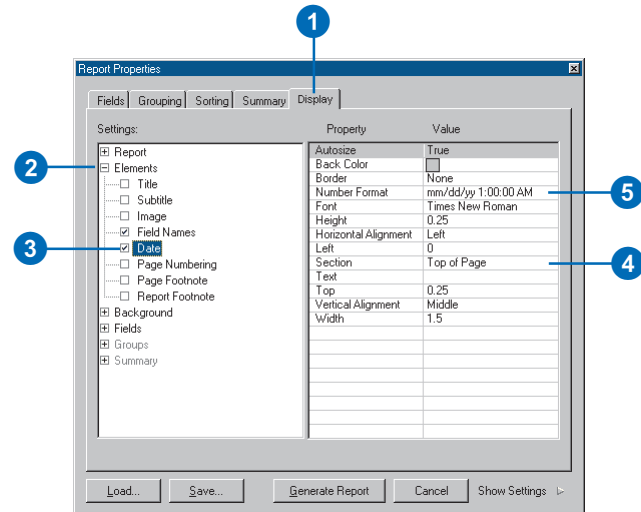 1
Report Properties
Fields Grouping Sorting Summary Display
Settings:
Property Value
2
Report
Elements
Title
Subtitle
Image
Field Names
3
Date
Page Numbering
Page Footnote
Report Footnote
Background
Fields
Groups
Summary
Autosize True
Back Color
Border None
Number Format mm/dd/yy 1:00:00 AM
5
Font Times New Roman
Height 0.25
Horizontal Alignment Left
Left 0
Section Top of Page
4
Text
Top 0.25
Vertical Alignment Middle
Width 1.5
Load... Save... Generate Report Cancel Show Settings